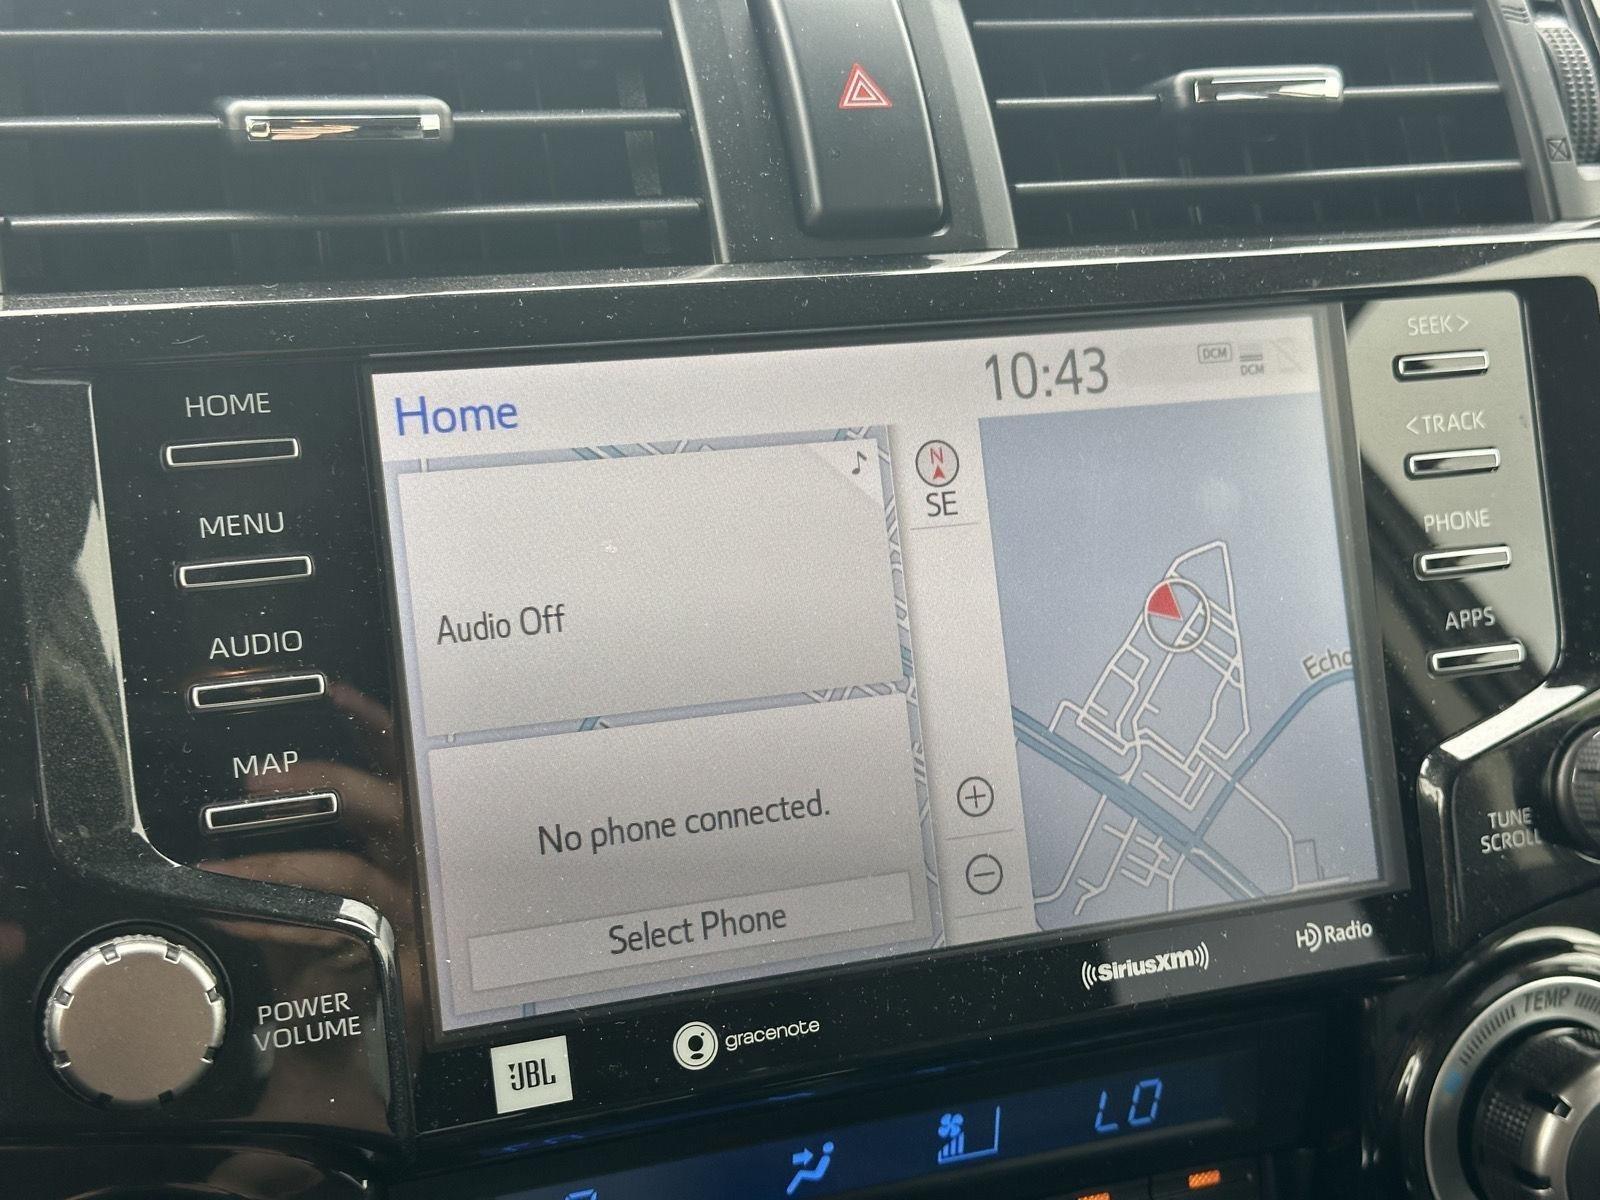 HOME
MENU
AUDIO
MAP
POWER
VOLUME
Home
10:43
DCM
DCM
Audio Off
N
SE
No phone connected.
Select Phone
Echo
SEEK >
< TRACK
PHONE
APPS
TUNE
SCROLL
JBL
gracenote
SiriusXM
HD Radio
TEMP
LO